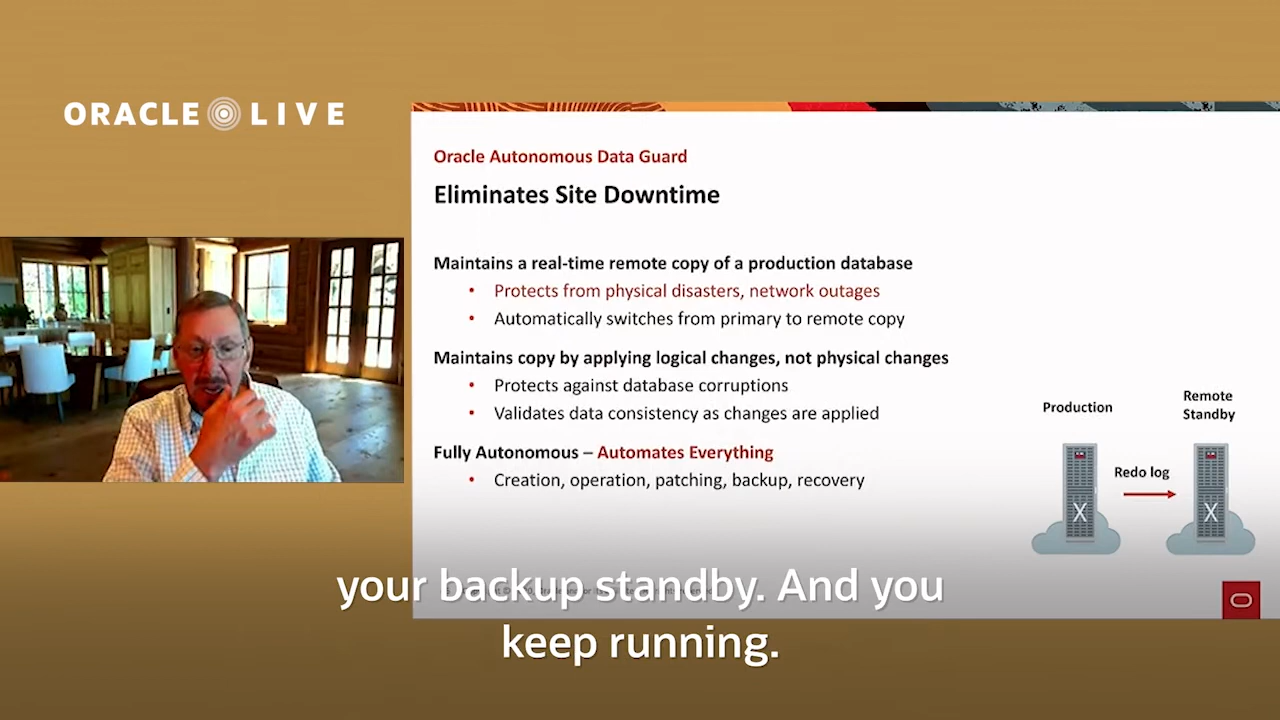 ORACLE LIVE
Oracle Autonomous Data Guard
Eliminates Site Downtime
Maintains a real-time remote copy of a production database
• Protects from physical disasters, network outages
• Automatically switches from primary to remote copy
Maintains copy by applying logical changes, not physical changes
• Protects against database corruptions
• Validates data consistency as changes are applied
Fully Autonomous – Automates Everything
• Creation, operation, patching, backup, recovery
Production
Remote
Standby
Redo log
X
X
your backup standby. And you
keep running.